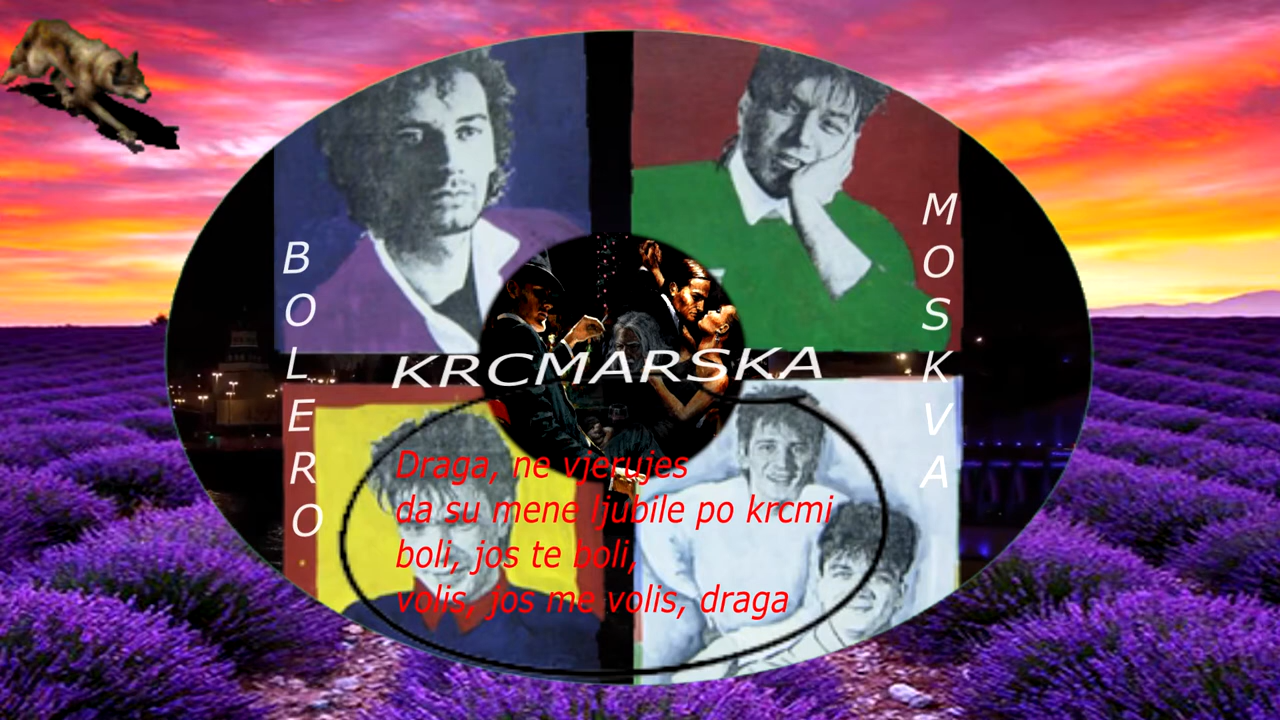 BOLERO
MOSKVA
KRCMARSKA
Draga, ne vjerujes
da su mene ljubile po krcmi
boli, jos te boli,
volis, jos me volis, draga